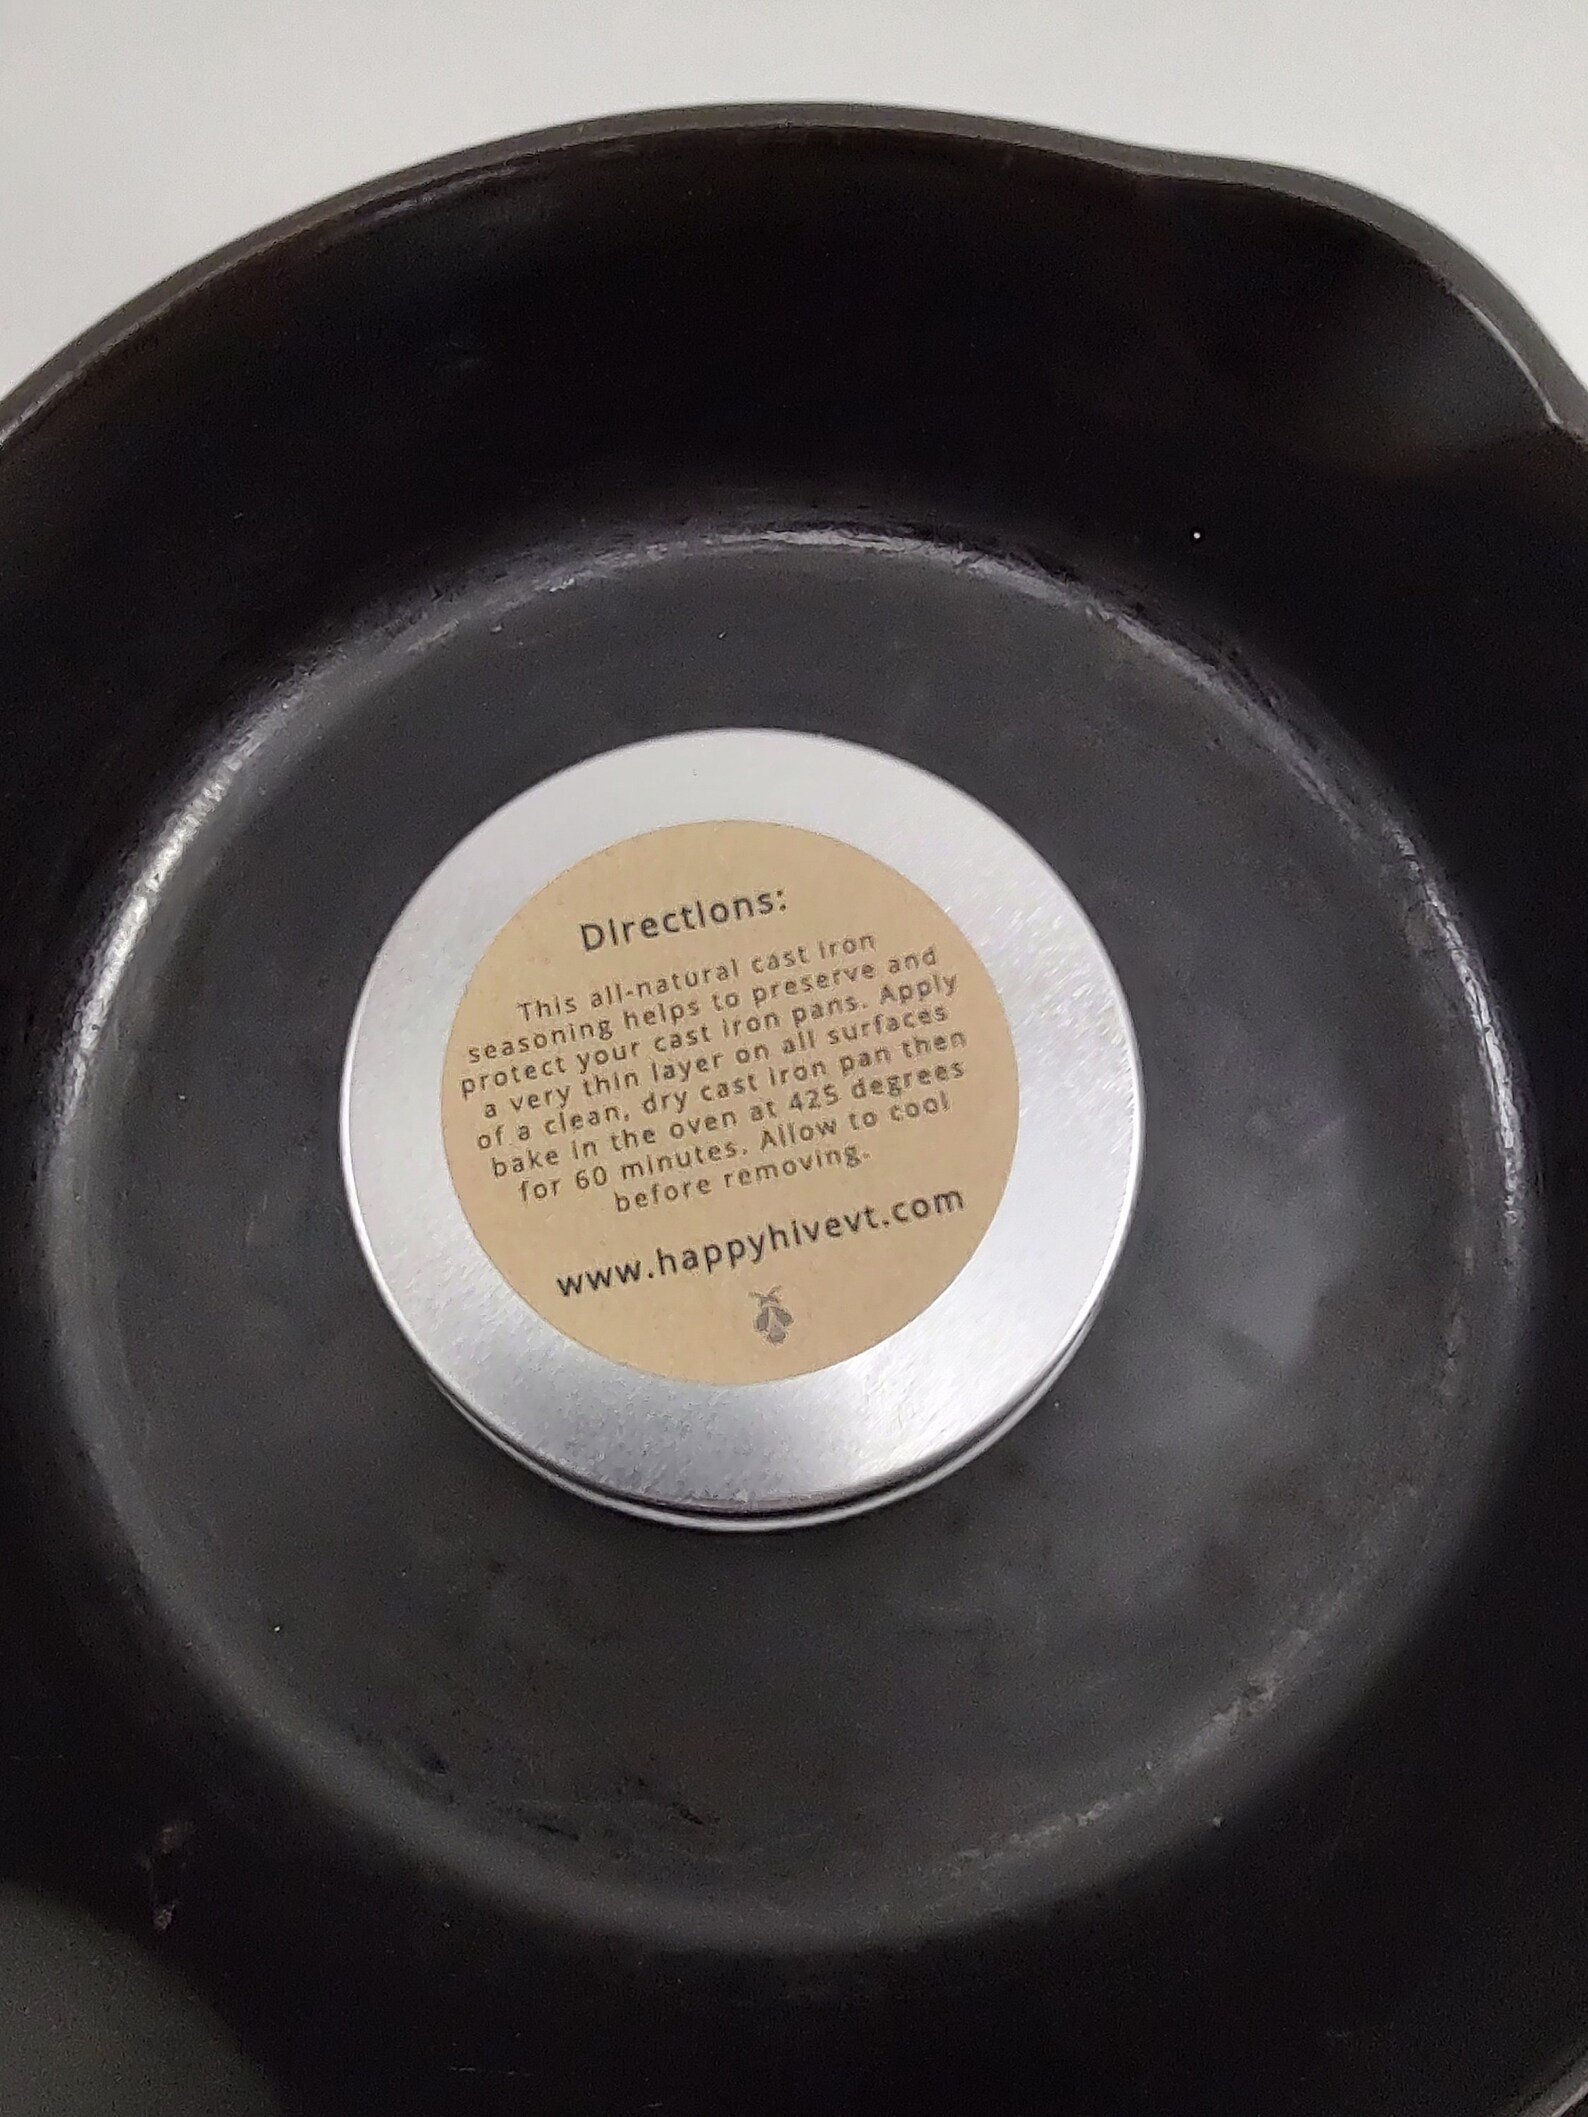 Directions:
This all-natural cast iron
seasoning helps to preserve and
protect your cast iron pans. Apply
a very thin layer on all surfaces
of a clean, dry cast iron pan then
bake in the oven at 425 degrees
for 60 minutes. Allow to cool
before removing.
www.happyhivevt.com